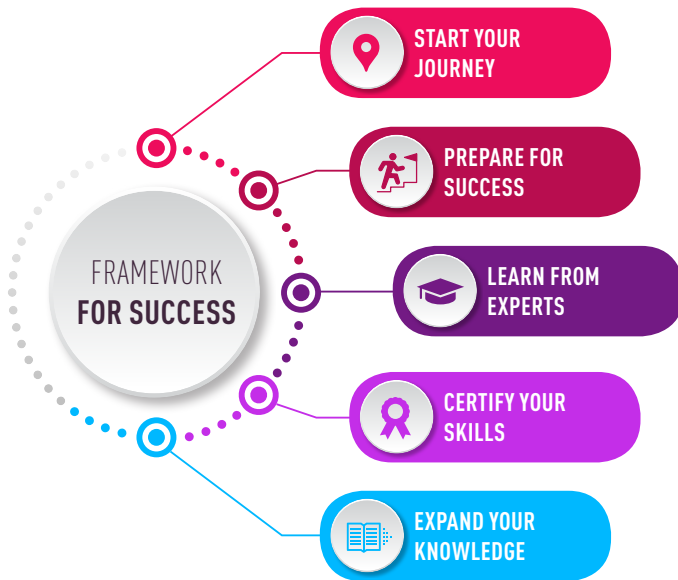 START YOUR
JOURNEY
PREPARE FOR
SUCCESS
FRAMEWORK
FOR SUCCESS
LEARN FROM
EXPERTS
CERTIFY YOUR
SKILLS
EXPAND YOUR
KNOWLEDGE